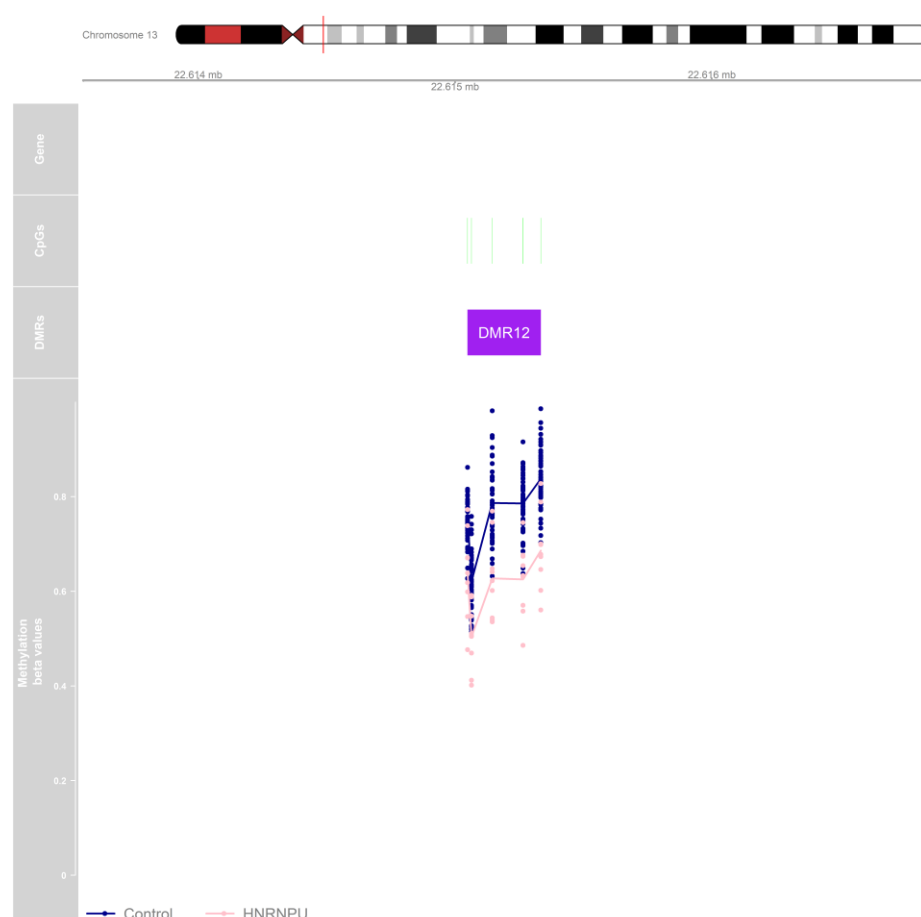 Chromosome 13
22.614 mb
22.615 mb
22.616 mb
Gene
CpGs
DMRs
DMR12
Methylation
beta values
0.8
0.6
0.4
0.2
0
Control
HNRNPU